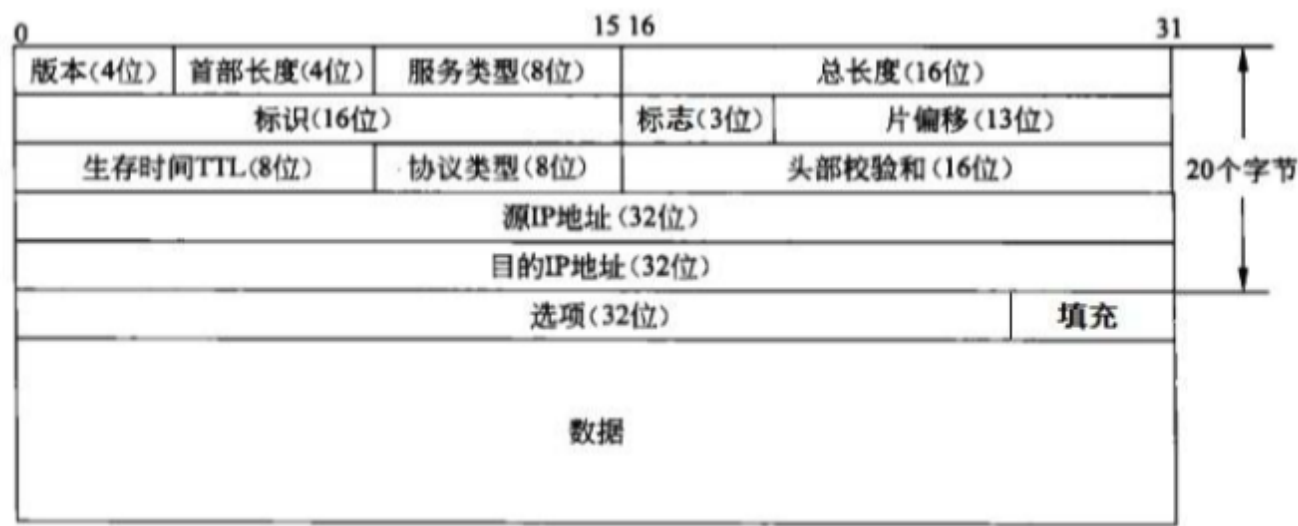 0 15 16 31
版本(4位) 首部长度(4位) 服务类型(8位) 总长度(16位)
标识(16位) 标志(3位) 片偏移(13位)
生存时间TTL(8位) 协议类型(8位) 头部校验和(16位) 20个字节
源IP地址(32位)
目的IP地址(32位)
选项(32位) 填充
数据